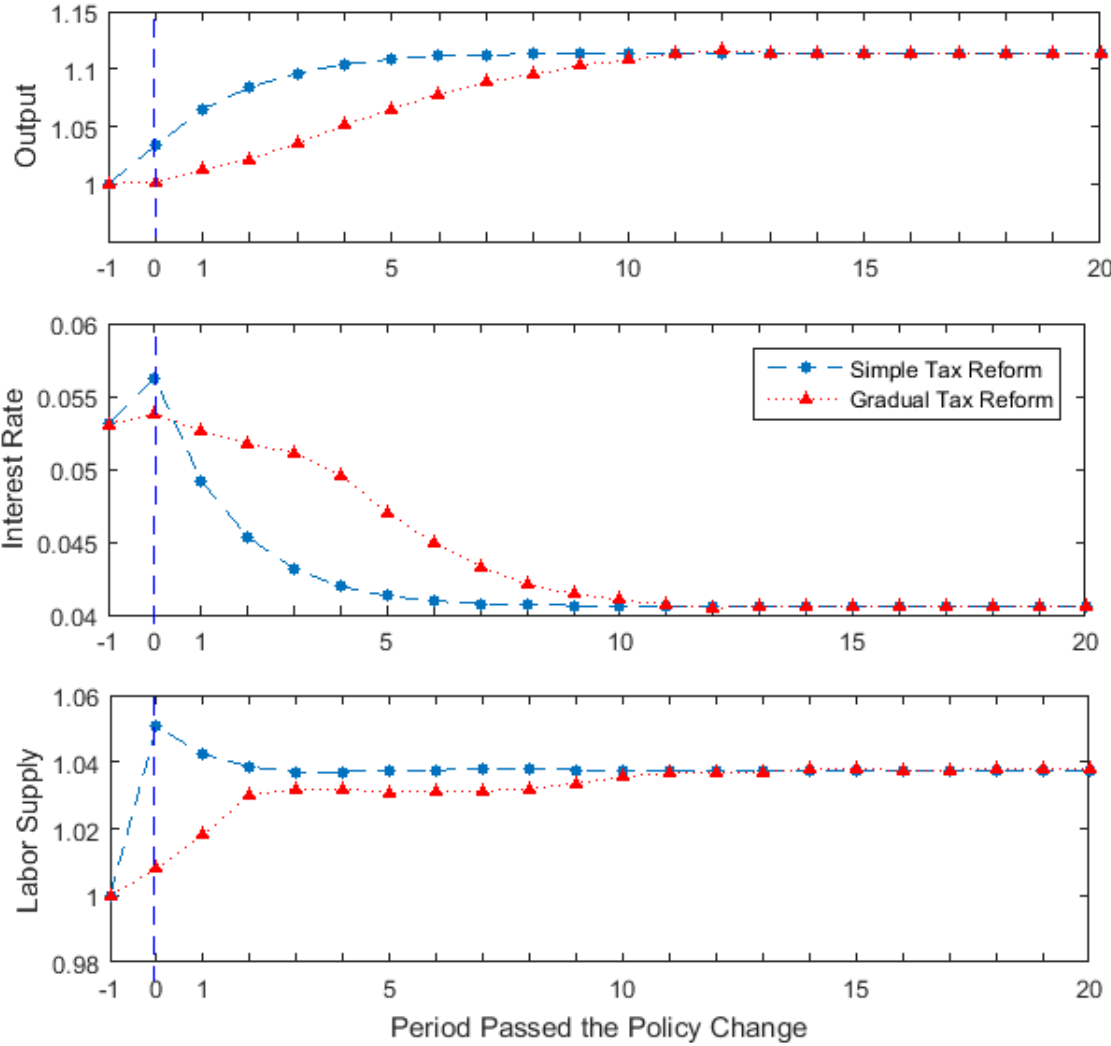 1.15
1.1
1.05
1
Output
-1 0 1 5 10 15 20
0.06
0.055
0.05
0.045
0.04
Interest Rate
Simple Tax Reform
Gradual Tax Reform
-1 0 1 5 10 15 20
1.06
1.04
1.02
1
0.98
Labor Supply
-1 0 1 5 10 15 20
Period Passed the Policy Change